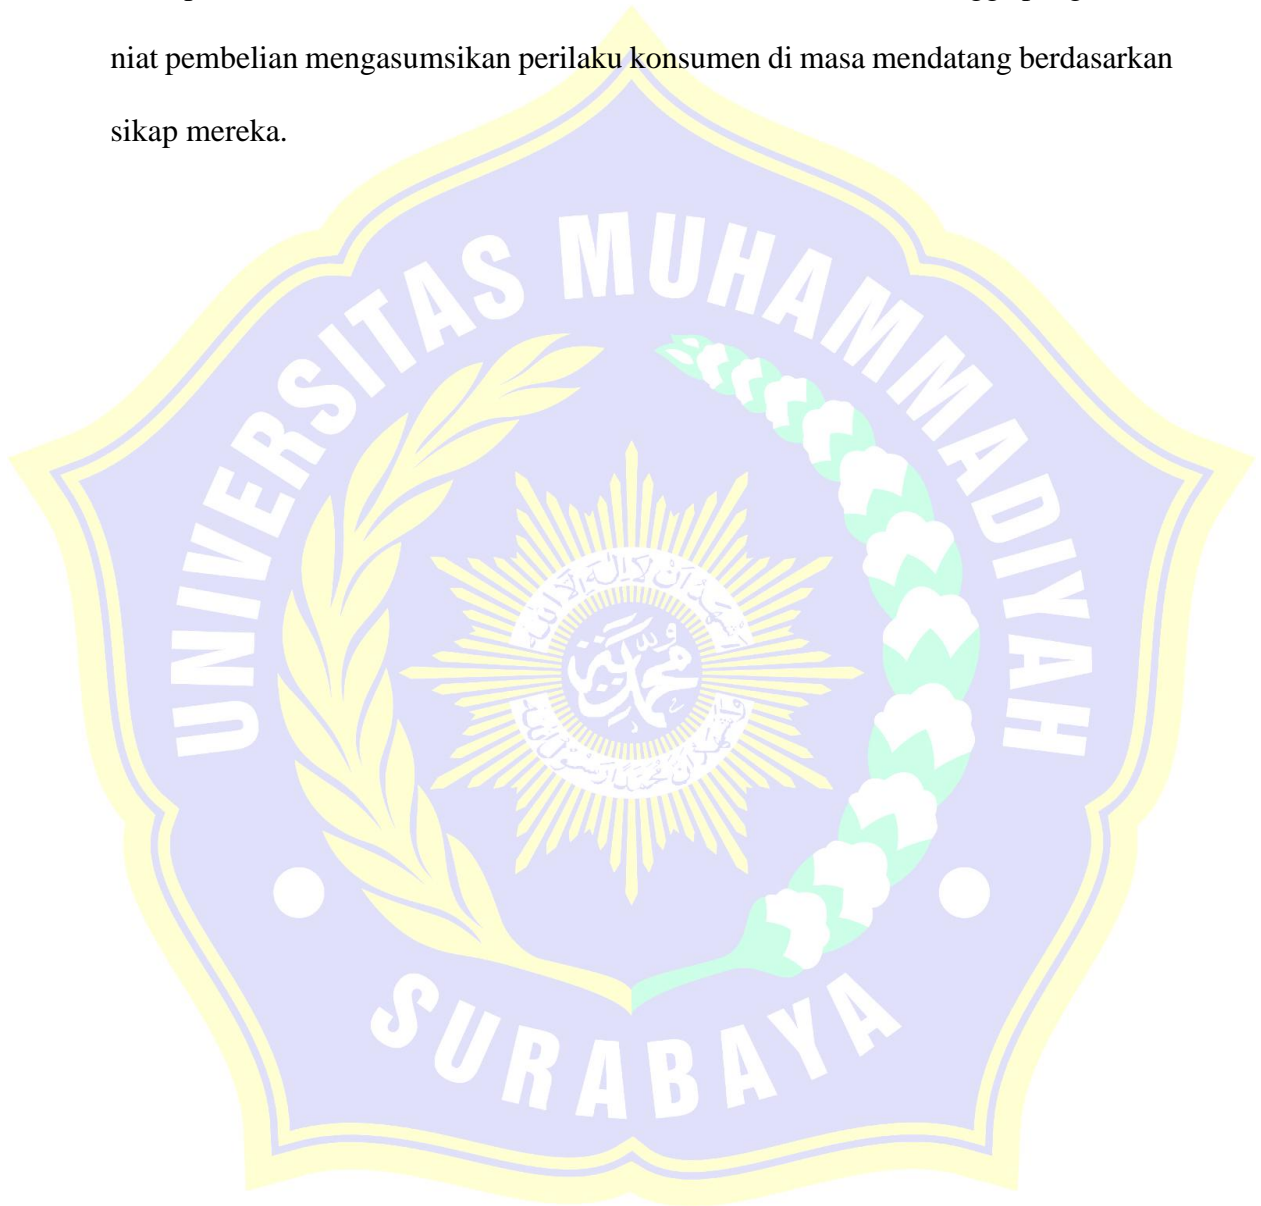 niat pembelian mengasumsikan perilaku konsumen di masa mendatang berdasarkan
sikap mereka.
UNIVERSITAS MUHAMMADIYAH
SURABAYA